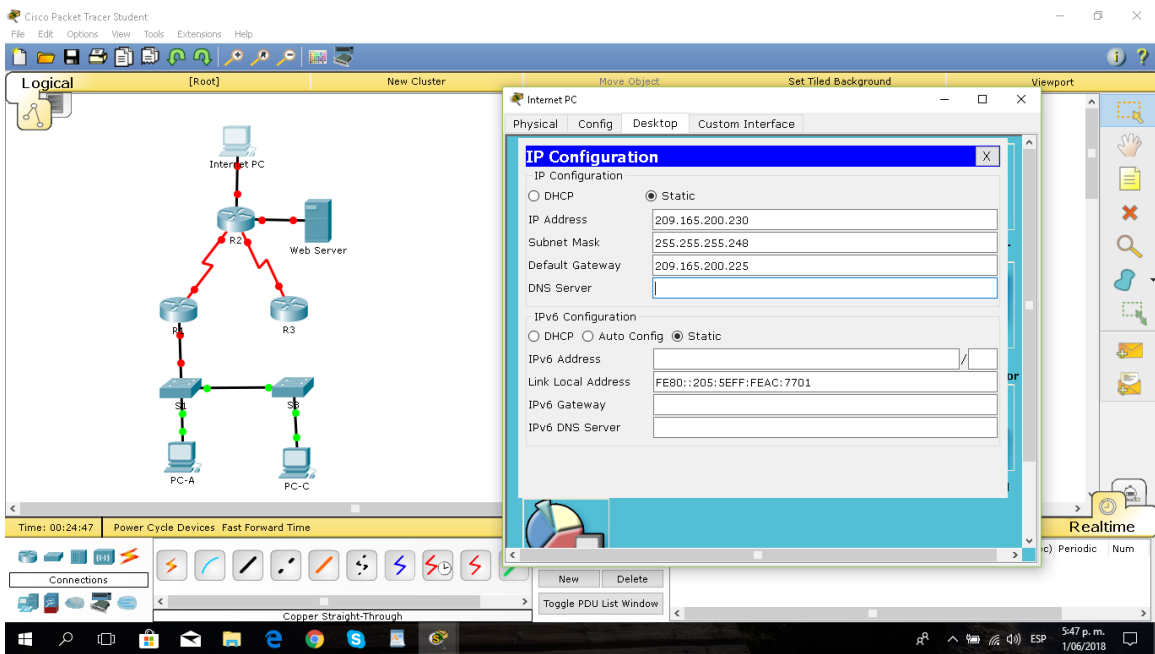 Cisco Packet Tracer Student
File Edit Options View Tools Extensions Help
Logical [Root] New Cluster Move Object Set Tiled Background Viewport
Internet PC
R2
Web Server
R1
R3
S1
S3
PC-A
PC-C
Internet PC
Physical Config Desktop Custom Interface
IP Configuration X
IP Configuration
DHCP Static
IP Address 209.165.200.230
Subnet Mask 255.255.255.248
Default Gateway 209.165.200.225
DNS Server
IPv6 Configuration
DHCP Auto Config Static
IPv6 Address /
Link Local Address FE80::205:5EFF:FEAC:7701
IPv6 Gateway
IPv6 DNS Server
Time: 00:24:47 Power Cycle Devices Fast Forward Time Realtime
Connections
Copper Straight-Through
New Delete
Toggle PDU List Window
Periodic Num
ESP
5:47 p. m.
1/06/2018